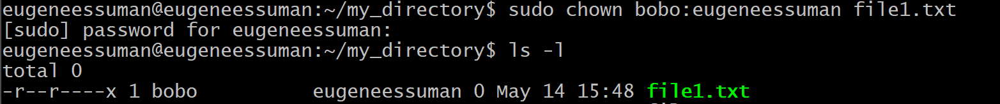 eugeneessuman@eugeneessuman:~/my_directory$ sudo chown bobo:eugeneessuman file1.txt
[sudo] password for eugeneessuman:
eugeneessuman@eugeneessuman:~/my_directory$ ls -l
total 0
-r--r----x 1 bobo          eugeneessuman 0 May 14 15:48 file1.txt